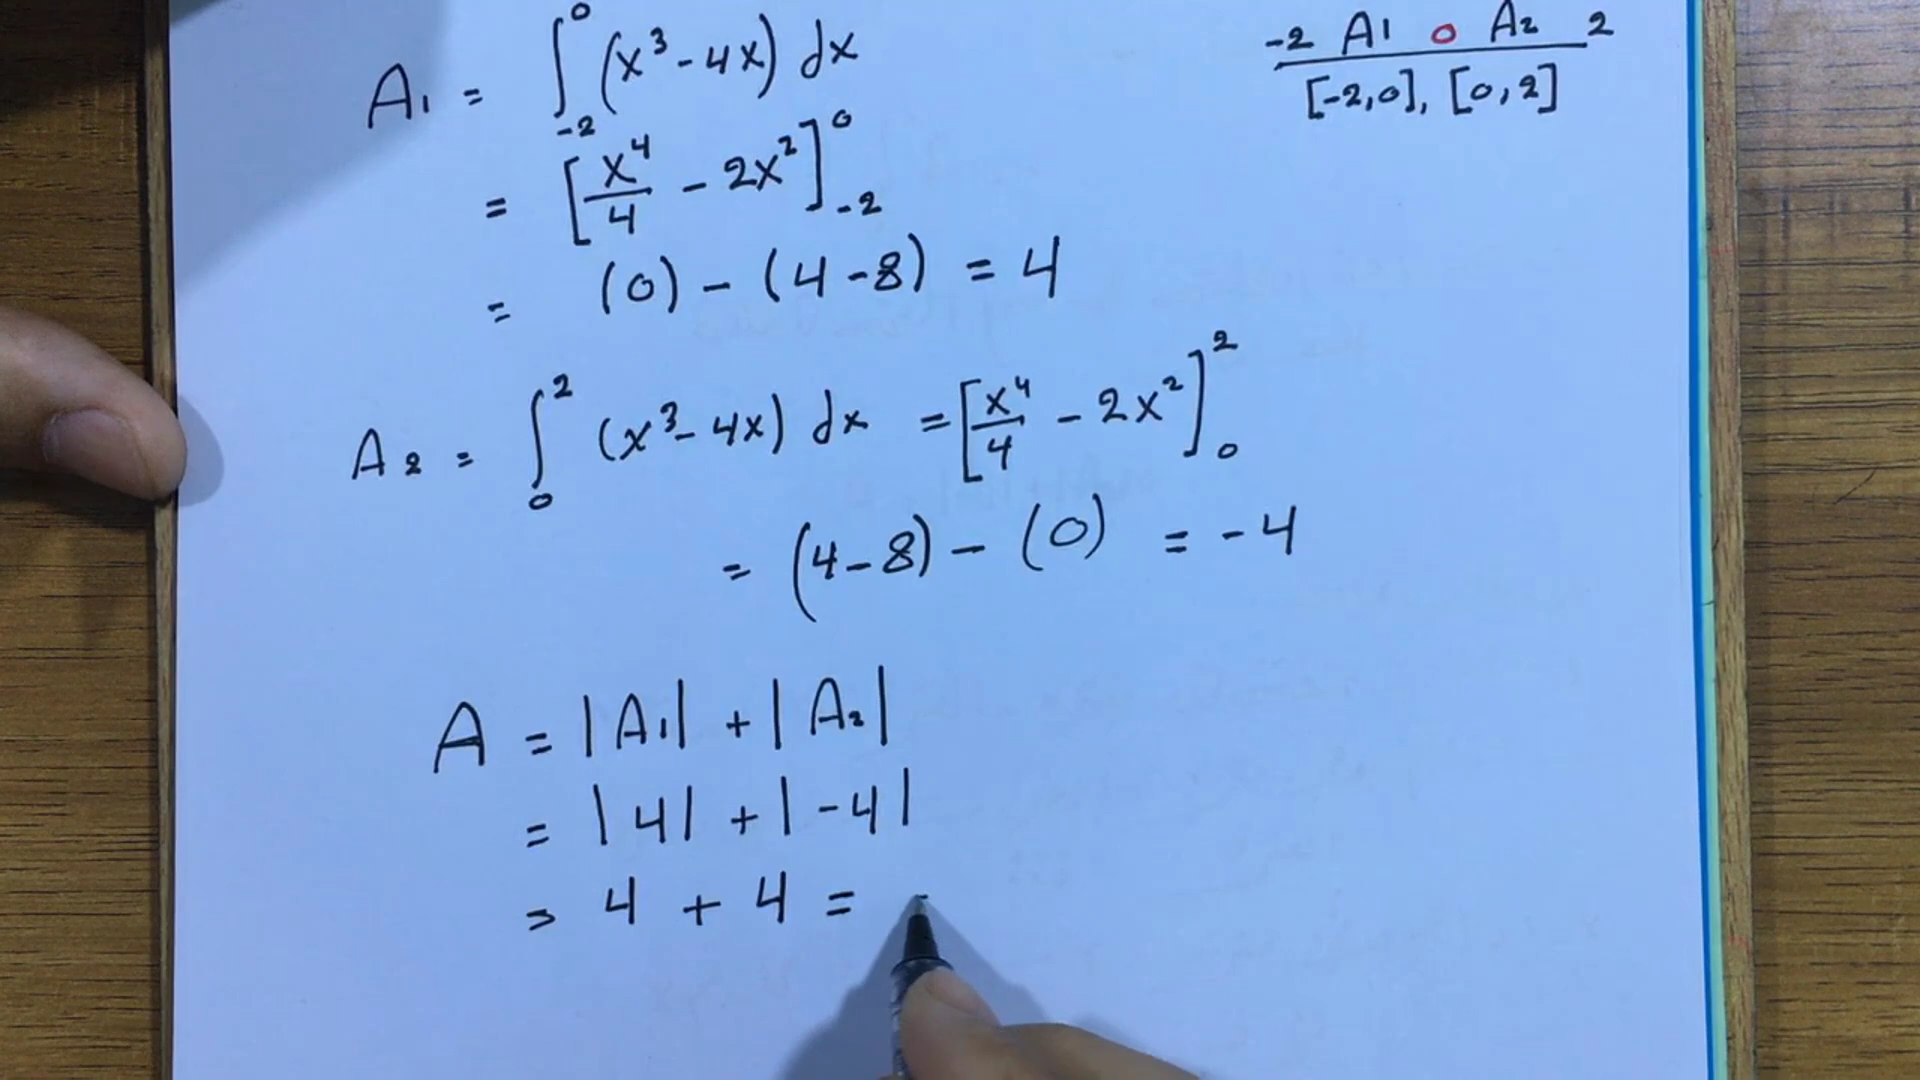 -2 A1 0 A2 2
[-2,0], [0,2]
A1 = ∫_{-2}^{0} (x³-4x) dx
= [x⁴/4 - 2x²]_{-2}^{0}
= (0) - (4-8) = 4
A2 = ∫_{0}^{2} (x³-4x) dx = [x⁴/4 - 2x²]_{0}^{2}
= (4-8) - (0) = -4
A = |A1| + |A2|
= |4| + |-4|
= 4 + 4 =